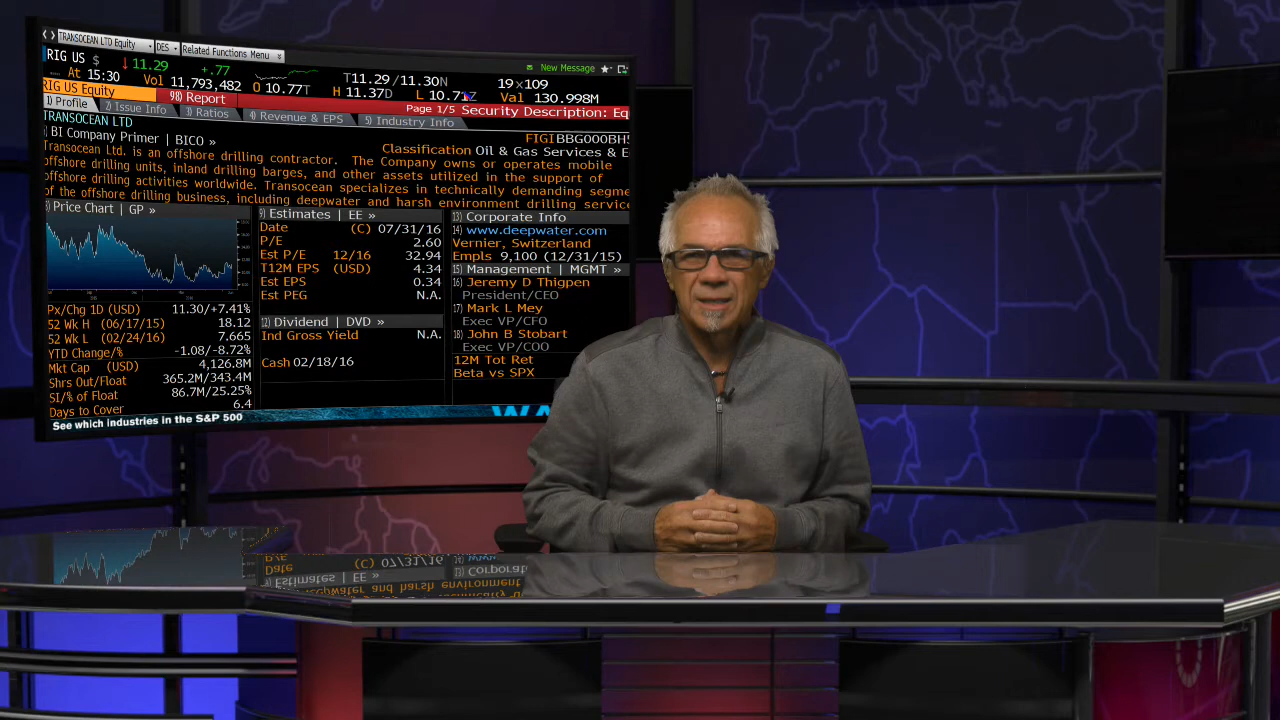 TRANSOCEAN LTD Equity DES Related Functions Menu
RIG US $ ↓11.29 +.77 T11.29/11.30N 19x109 New Message
At 15:30 Vol 11,793,482 O 10.77T H 11.37D L 10.71Z Val 130.998M
RIG US Equity 98) Report Page 1/5 Security Description: Eq
1) Profile 2) Issue Info 3) Ratios 4) Revenue & EPS 5) Industry Info
TRANSOCEAN LTD
BI Company Primer | BICO » FIGI BBG000BH5
Classification Oil & Gas Services & E
Transocean Ltd. is an offshore drilling contractor. The Company owns or operates mobile
offshore drilling units, inland drilling barges, and other assets utilized in the support of
offshore drilling activities worldwide. Transocean specializes in technically demanding segme
of the offshore drilling business, including deepwater and harsh environment drilling service
Price Chart | GP »
Px/Chg 1D (USD) 11.30/+7.41%
52 Wk H (06/17/15) 18.12
52 Wk L (02/24/16) 7.665
YTD Change/% -1.08/-8.72%
Mkt Cap (USD) 4,126.8M
Shrs Out/Float 365.2M/343.4M
SI/% of Float 86.7M/25.25%
Days to Cover 6.4
9) Estimates | EE »
Date (C) 07/31/16
P/E 2.60
Est P/E 12/16 32.94
T12M EPS (USD) 4.34
Est EPS 0.34
Est PEG N.A.
12) Dividend | DVD »
Ind Gross Yield N.A.
Cash 02/18/16
13) Corporate Info
14) www.deepwater.com
Vernier, Switzerland
Empls 9,100 (12/31/15)
15) Management | MGMT »
16) Jeremy D Thigpen
President/CEO
17) Mark L Mey
Exec VP/CFO
18) John B Stobart
Exec VP/COO
12M Tot Ret
Beta vs SPX
See which industries in the S&P 500